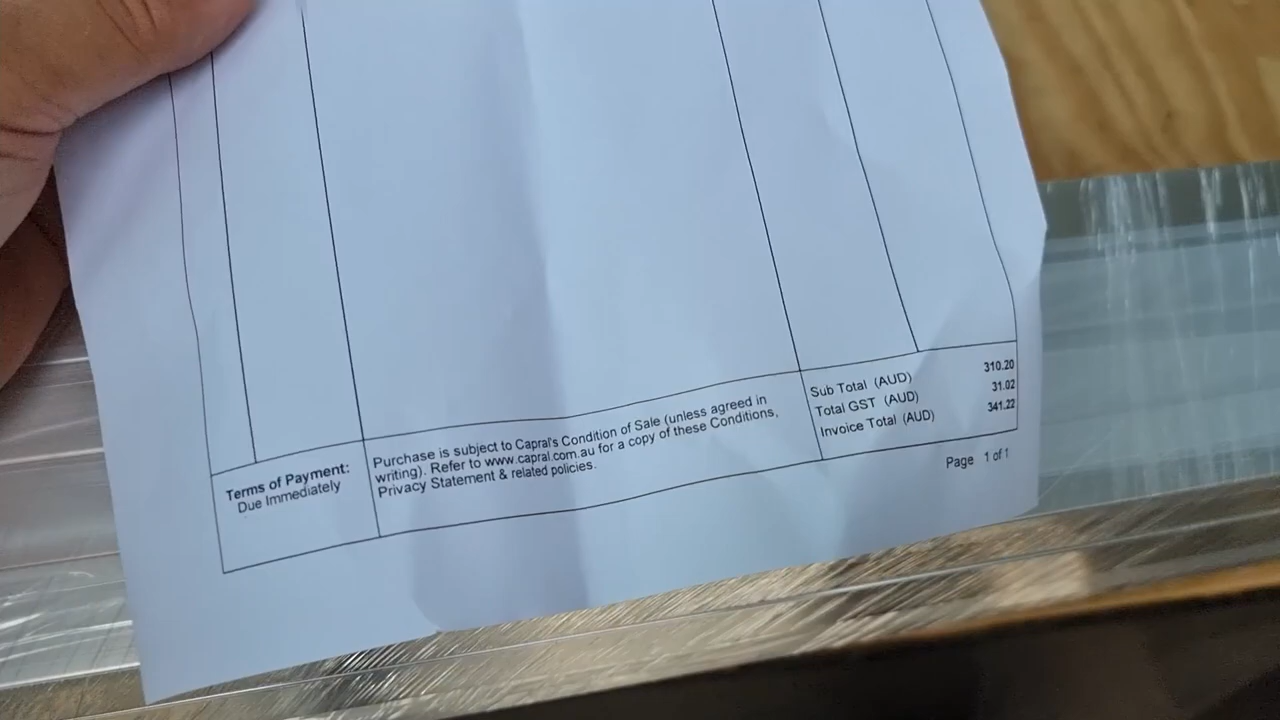 Terms of Payment:
Due Immediately
Purchase is subject to Capral's Condition of Sale (unless agreed in
writing). Refer to www.capral.com.au for a copy of these Conditions,
Privacy Statement & related policies.
Sub Total (AUD) 310.20
Total GST (AUD) 31.02
Invoice Total (AUD) 341.22
Page 1 of 1